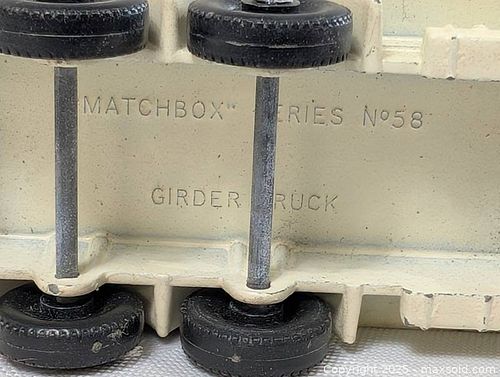 MATCHBOX" ERIES Nº58
GIRDER RUCK
Copyright 2025 - maxsold.com